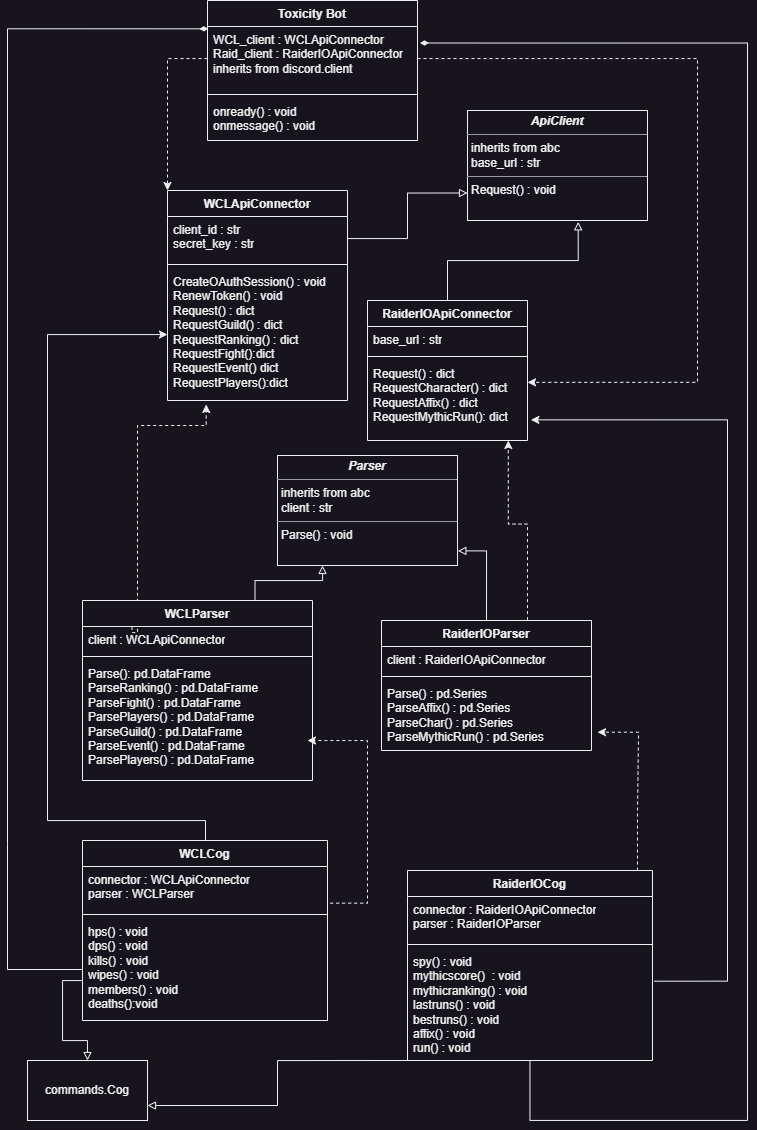 Toxicity Bot
WCL_client : WCLApiConnector
Raid_client : RaiderIOApiConnector
inherits from discord.client
onready() : void
onmessage() : void
ApiClient
inherits from abc
base_url : str
Request() : void
WCLApiConnector
client_id : str
secret_key : str
CreateOAuthSession() : void
RenewToken() : void
Request() : dict
RequestGuild() : dict
RequestRanking() : dict
RequestFight():dict
RequestEvent() dict
RequestPlayers():dict
RaiderIOApiConnector
base_url : str
Request() : dict
RequestCharacter() : dict
RequestAffix() : dict
RequestMythicRun(): dict
Parser
inherits from abc
client : str
Parse() : void
WCLParser
client : WCLApiConnector
Parse(): pd.DataFrame
ParseRanking() : pd.DataFrame
ParseFight() : pd.DataFrame
ParsePlayers() : pd.DataFrame
ParseGuild() : pd.DataFrame
ParseEvent() : pd.DataFrame
ParsePlayers() : pd.DataFrame
RaiderIOParser
client : RaiderIOApiConnector
Parse() : pd.Series
ParseAffix() : pd.Series
ParseChar() : pd.Series
ParseMythicRun() : pd.Series
WCLCog
connector : WCLApiConnector
parser : WCLParser
hps() : void
dps() : void
kills() : void
wipes() : void
members() : void
deaths():void
RaiderIOCog
connector : RaiderIOApiConnector
parser : RaiderIOParser
spy() : void
mythicscore() : void
mythicranking() : void
lastruns() : void
bestruns() : void
affix() : void
run() : void
commands.Cog